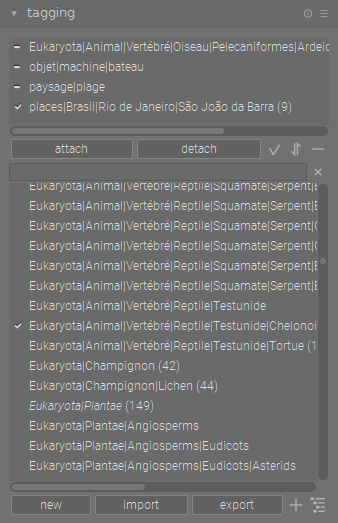 tagging
Eukaryota|Animal|Vertébré|Oiseau|Pelecaniformes|Ardeid
objet|machine|bateau
paysage|plage
places|Brasil|Rio de Janeiro|São João da Barra (9)
attach
detach
Eukaryota|Animal|Vertébré|Reptile|Squamate|Serpent|
Eukaryota|Animal|Vertébré|Reptile|Squamate|Serpent|B
Eukaryota|Animal|Vertébré|Reptile|Squamate|Serpent|C
Eukaryota|Animal|Vertébré|Reptile|Squamate|Serpent|C
Eukaryota|Animal|Vertébré|Reptile|Squamate|Serpent|E
Eukaryota|Animal|Vertébré|Reptile|Squamate|Serpent|E
Eukaryota|Animal|Vertébré|Reptile|Testunide
Eukaryota|Animal|Vertébré|Reptile|Testunide|Chelonoi
Eukaryota|Animal|Vertébré|Reptile|Testunide|Tortue (1
Eukaryota|Champignon (42)
Eukaryota|Champignon|Lichen (44)
Eukaryota|Plantae (149)
Eukaryota|Plantae|Angiosperms
Eukaryota|Plantae|Angiosperms|Eudicots
Eukaryota|Plantae|Angiosperms|Eudicots|Asterids
new
import
export